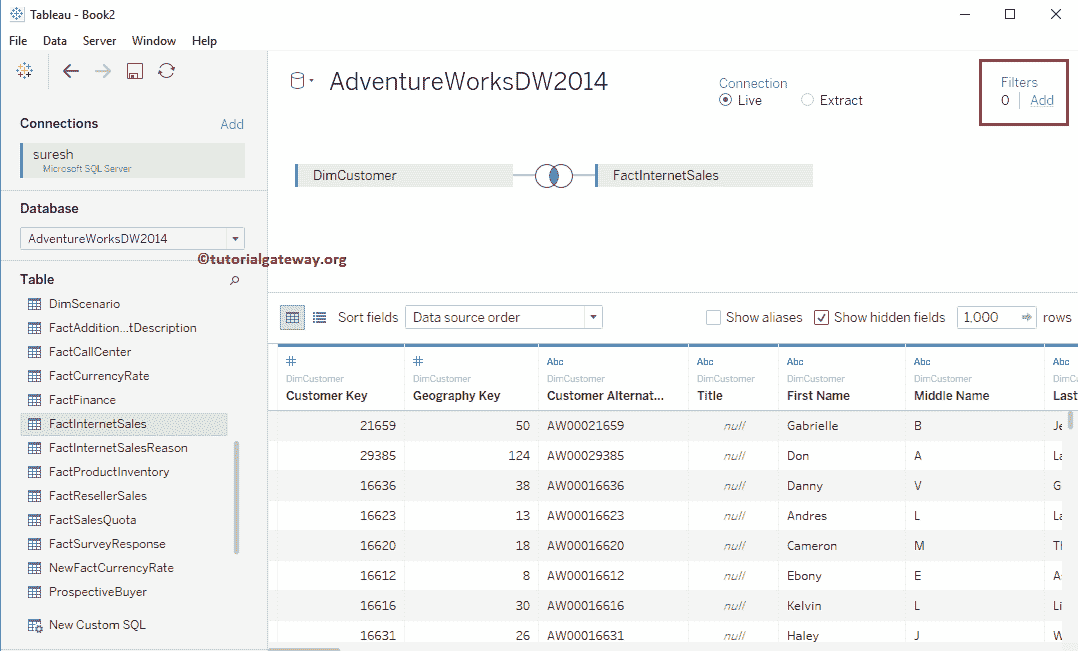 Tableau - Book2
File Data Server Window Help
Connections Add
suresh
Microsoft SQL Server
Database
AdventureWorksDW2014
Table
DimScenario
FactAddition...tDescription
FactCallCenter
FactCurrencyRate
FactFinance
FactInternetSales
FactInternetSalesReason
FactProductInventory
FactResellerSales
FactSalesQuota
FactSurveyResponse
NewFactCurrencyRate
ProspectiveBuyer
New Custom SQL
©tutorialgateway.org
AdventureWorksDW2014
Connection
Live Extract
Filters
0 Add
DimCustomer FactInternetSales
Sort fields Data source order Show aliases Show hidden fields 1,000 rows
# # Abc Abc Abc Abc Abc
DimCustomer DimCustomer DimCustomer DimCustomer DimCustomer DimCustomer DimCu
Customer Key Geography Key Customer Alternat... Title First Name Middle Name Last
21659 50 AW00021659 null Gabrielle B Je
29385 124 AW00029385 null Don A La
16636 38 AW00016636 null Danny V G
16623 13 AW00016623 null Andres L La
16620 18 AW00016620 null Cameron M Th
16612 8 AW00016612 null Ebony E A
16616 30 AW00016616 null Kelvin L Li
16631 26 AW00016631 null Haley J W